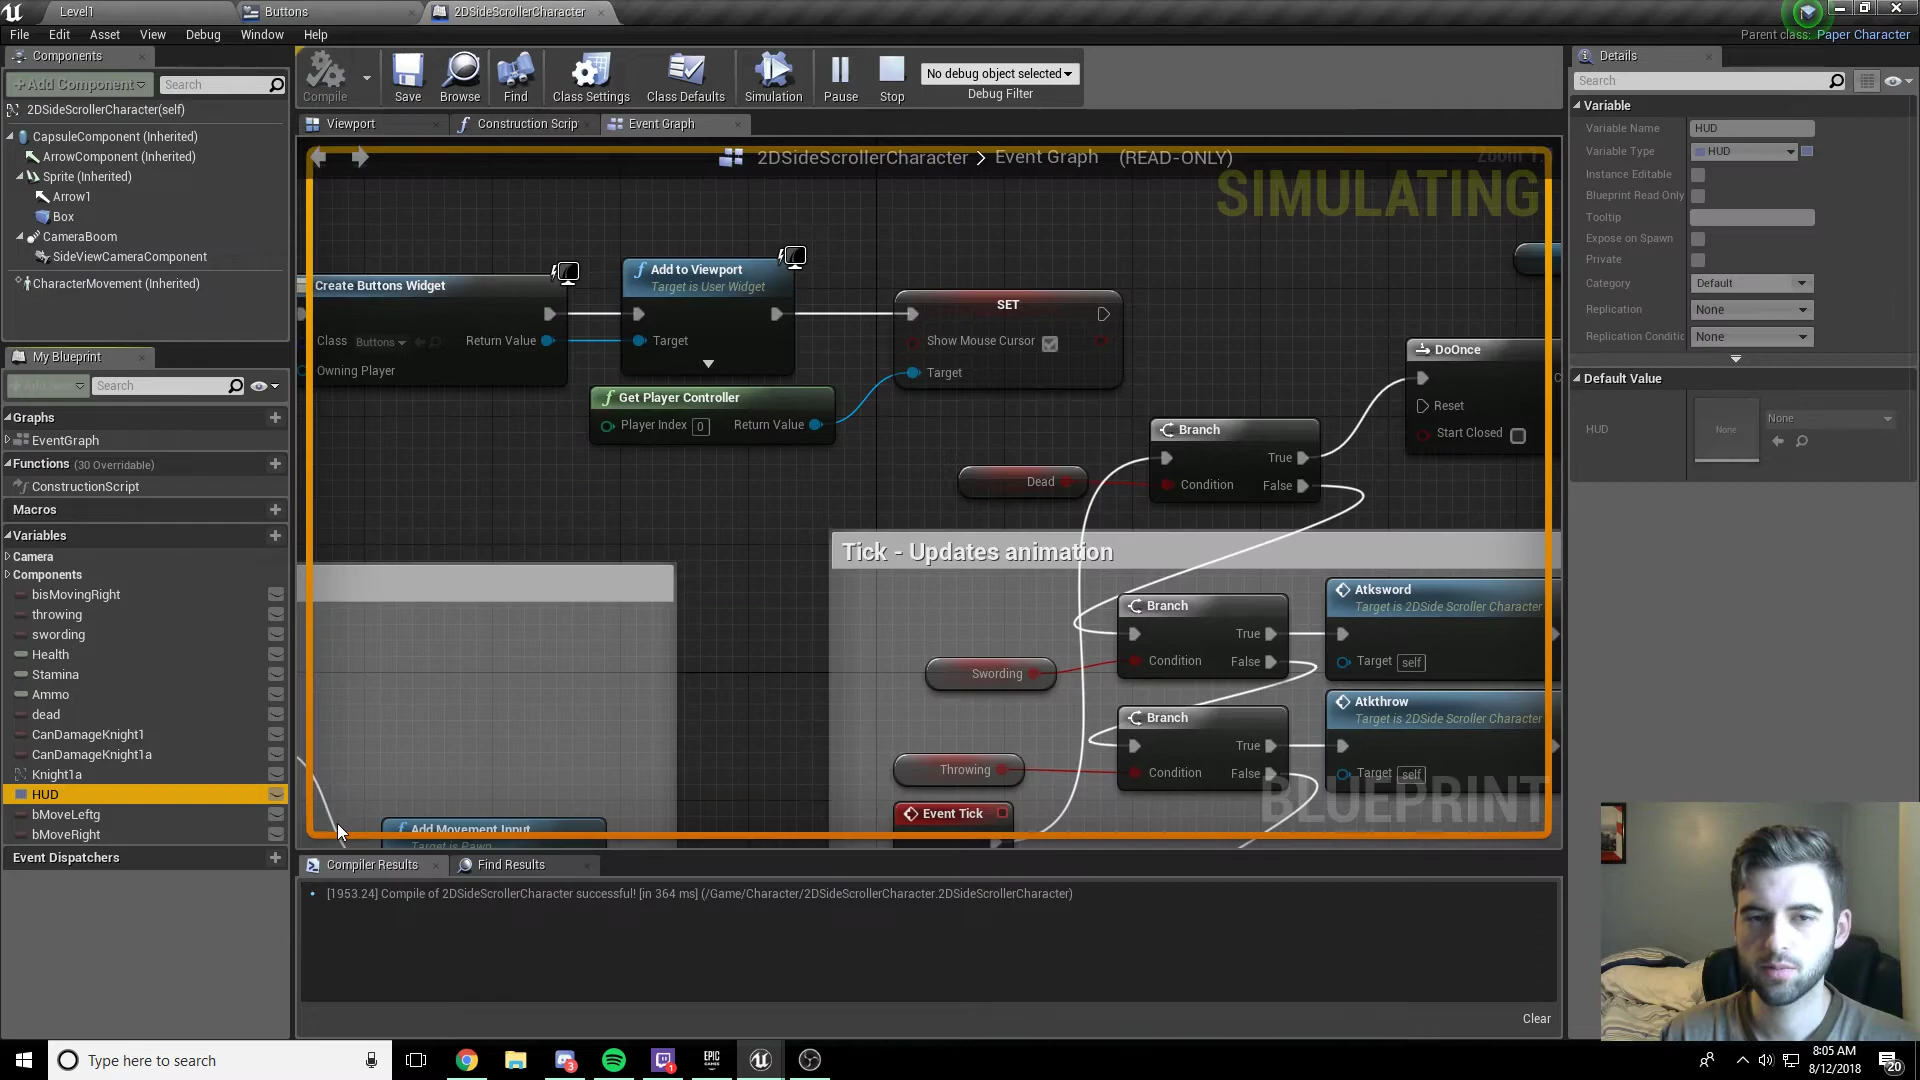 Level1
Buttons
2DSideScrollerCharacter
File Edit Asset View Debug Window Help
Parent class: Paper Character
Components
+Add Component
Search
2DSideScrollerCharacter(self)
CapsuleComponent (Inherited)
ArrowComponent (Inherited)
Sprite (Inherited)
Arrow1
Box
CameraBoom
SideViewCameraComponent
CharacterMovement (Inherited)
My Blueprint
Search
Graphs
EventGraph
Functions (30 Overridable)
ConstructionScript
Macros
Variables
Camera
Components
bisMovingRight
throwing
swording
Health
Stamina
Ammo
dead
CanDamageKnight1
CanDamageKnight1a
Knight1a
HUD
bMoveLeftg
bMoveRight
Event Dispatchers
Compile Save Browse Find Class Settings Class Defaults Simulation Pause Stop
No debug object selected
Debug Filter
Viewport
Construction Scrip
Event Graph
2DSideScrollerCharacter > Event Graph (READ-ONLY)
SIMULATING
Create Buttons Widget
Class Buttons
Return Value
Owning Player
Add to Viewport
Target is User Widget
Target
Get Player Controller
Player Index 0
Return Value
SET
Show Mouse Cursor
Target
Dead
Branch
True
Condition
False
DoOnce
Reset
Start Closed
Tick - Updates animation
Swording
Branch
True
Condition
False
Atksword
Target is 2DSide Scroller Character
Target self
Throwing
Branch
True
Condition
False
Atkthrow
Target is 2DSide Scroller Character
Target self
Event Tick
Add Movement Input
Target is Pawn
BLUEPRINT
Compiler Results
Find Results
[1953.24] Compile of 2DSideScrollerCharacter successful! [in 364 ms] (/Game/Character/2DSideScrollerCharacter.2DSideScrollerCharacter)
Clear
Details
Search
Variable
Variable Name HUD
Variable Type HUD
Instance Editable
Blueprint Read Only
Tooltip
Expose on Spawn
Private
Category Default
Replication None
Replication Conditic None
Default Value
HUD
None
None
Type here to search
EPIC
8:05 AM
8/12/2018
20